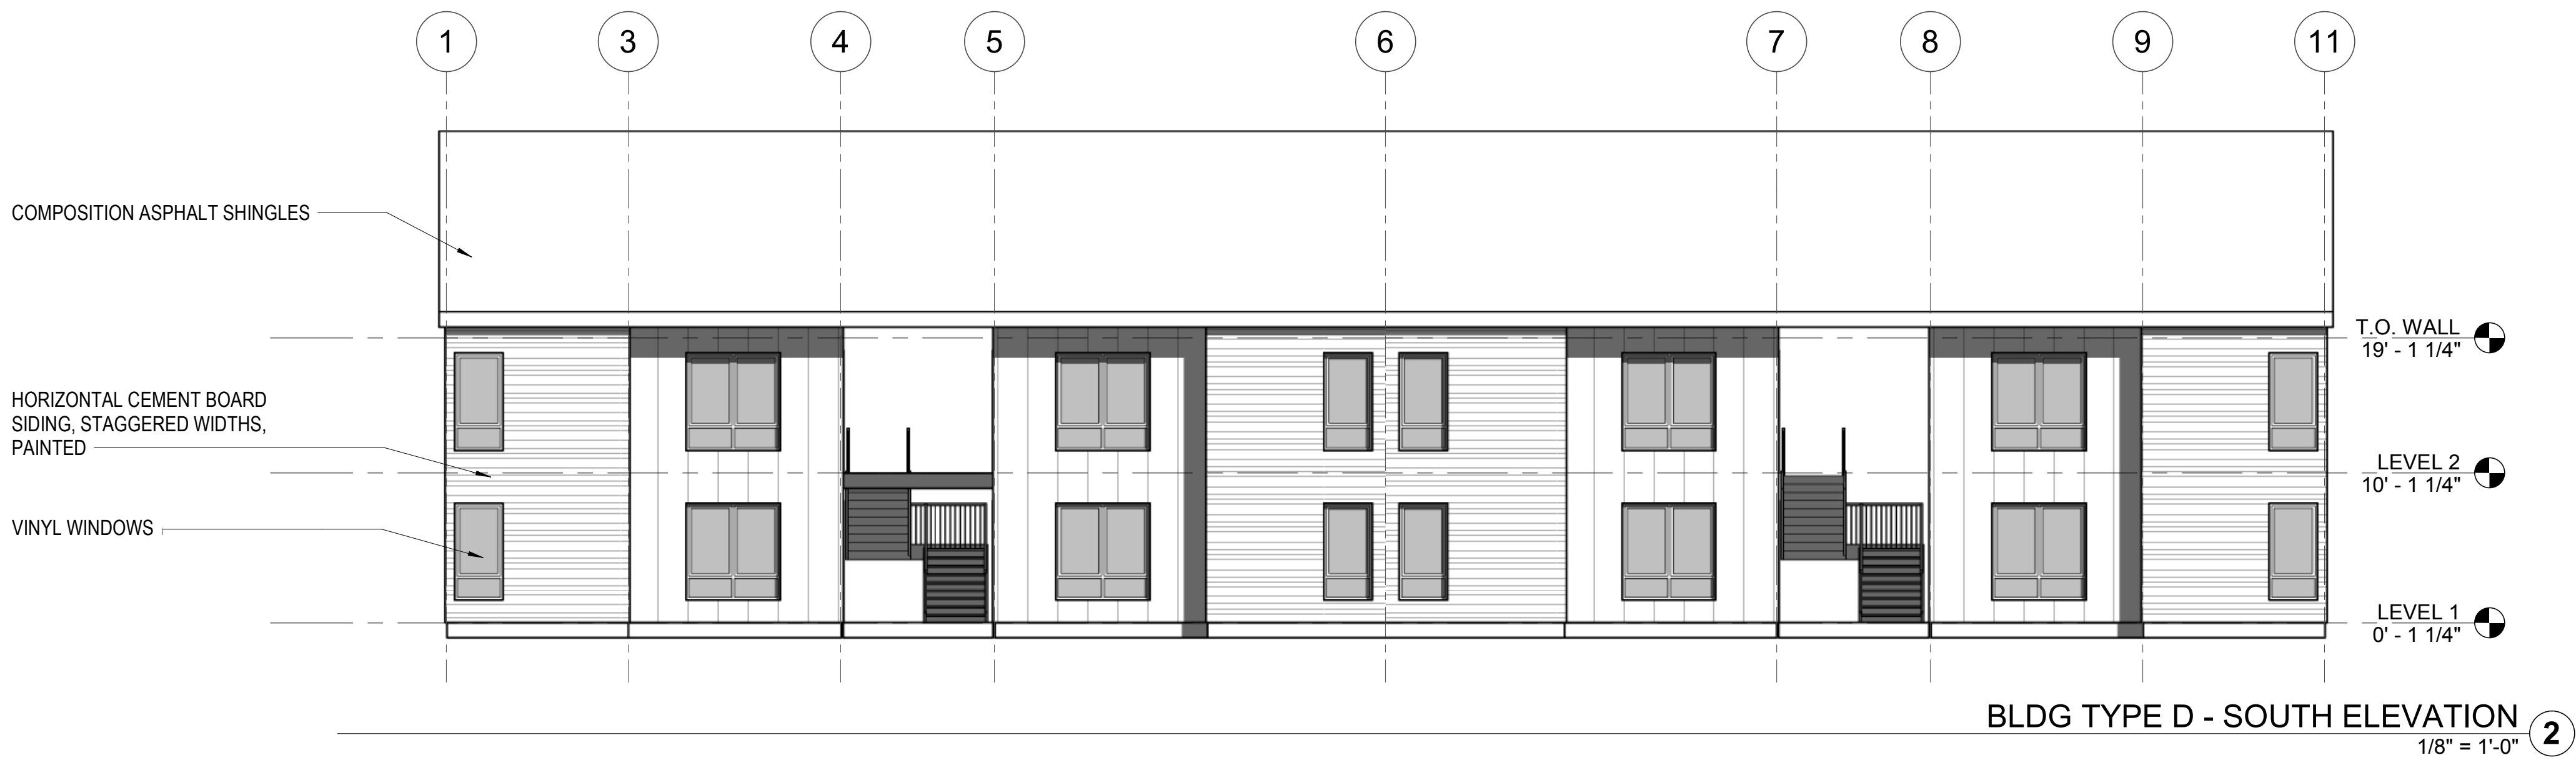 1 3 4 5 6 7 8 9 11
COMPOSITION ASPHALT SHINGLES
T.O. WALL
19' - 1 1/4"
HORIZONTAL CEMENT BOARD
SIDING, STAGGERED WIDTHS,
PAINTED
LEVEL 2
10' - 1 1/4"
VINYL WINDOWS
LEVEL 1
0' - 1 1/4"
BLDG TYPE D - SOUTH ELEVATION
2
1/8" = 1'-0"